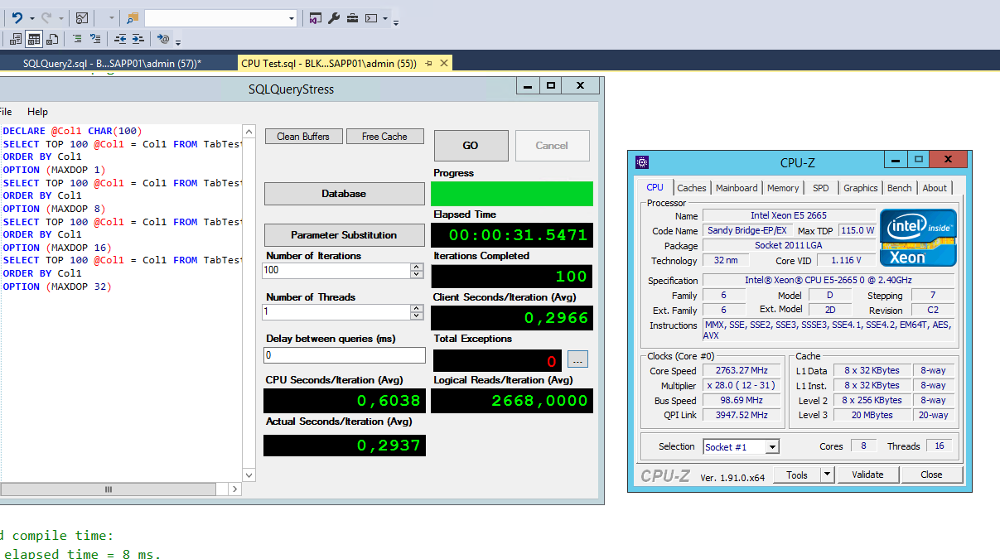 SQLQuery2.sql - B...SAPP01\admin (57))*
CPU Test.sql - BLK...SAPP01\admin (55))
SQLQueryStress
File Help
DECLARE @Col1 CHAR(100)
SELECT TOP 100 @Col1 = Col1 FROM TabTest
ORDER BY Col1
OPTION (MAXDOP 1)
SELECT TOP 100 @Col1 = Col1 FROM TabTest
ORDER BY Col1
OPTION (MAXDOP 8)
SELECT TOP 100 @Col1 = Col1 FROM TabTest
ORDER BY Col1
OPTION (MAXDOP 16)
SELECT TOP 100 @Col1 = Col1 FROM TabTest
ORDER BY Col1
OPTION (MAXDOP 32)
Clean Buffers
Free Cache
GO
Cancel
Database
Parameter Substitution
Number of Iterations
100
Number of Threads
1
Delay between queries (ms)
0
CPU Seconds/Iteration (Avg)
0,6038
Actual Seconds/Iteration (Avg)
0,2937
Progress
Elapsed Time
00:00:31.5471
Iterations Completed
100
Client Seconds/Iteration (Avg)
0,2966
Total Exceptions
0
...
Logical Reads/Iteration (Avg)
2668,0000
d compile time:
elapsed time = 8 ms.
CPU-Z
CPU Caches Mainboard Memory SPD Graphics Bench About
Processor
Name Intel Xeon E5 2665
Code Name Sandy Bridge-EP/EX Max TDP 115.0 W
Package Socket 2011 LGA
Technology 32 nm Core VID 1.116 V
intel inside™
Xeon®
Specification Intel® Xeon® CPU E5-2665 0 @ 2.40GHz
Family 6 Model D Stepping 7
Ext. Family 6 Ext. Model 2D Revision C2
Instructions MMX, SSE, SSE2, SSE3, SSSE3, SSE4.1, SSE4.2, EM64T, AES,
AVX
Clocks (Core #0)
Core Speed 2763.27 MHz
Multiplier x 28.0 ( 12 - 31 )
Bus Speed 98.69 MHz
QPI Link 3947.52 MHz
Cache
L1 Data 8 x 32 KBytes 8-way
L1 Inst. 8 x 32 KBytes 8-way
Level 2 8 x 256 KBytes 8-way
Level 3 20 MBytes 20-way
Selection Socket #1 Cores 8 Threads 16
CPU-Z Ver. 1.91.0.x64 Tools Validate Close